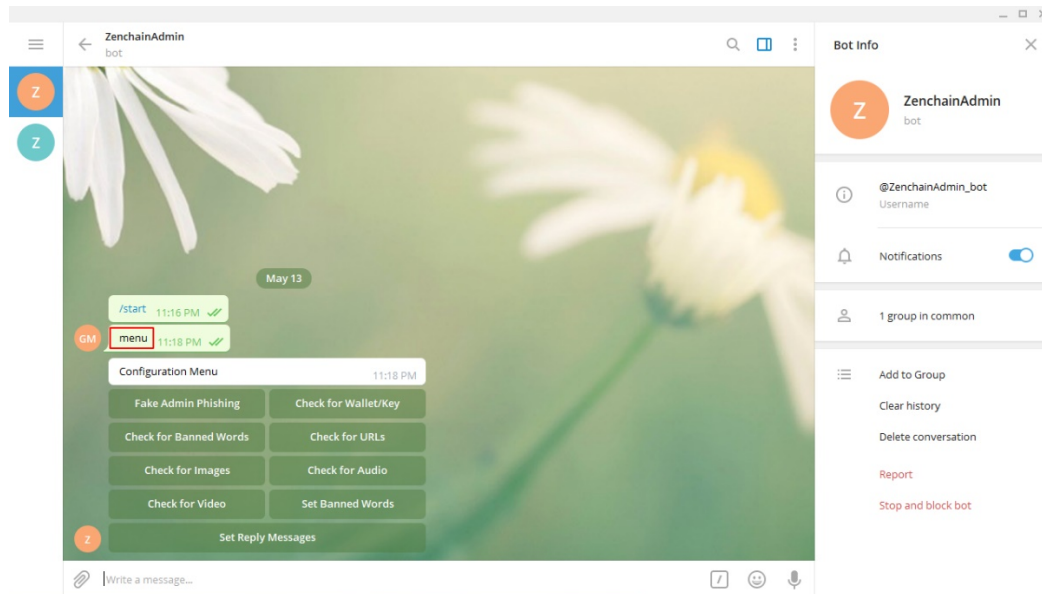 ZenchainAdmin
bot
Bot Info
Z
Z
Z
ZenchainAdmin
bot
@ZenchainAdmin_bot
Username
Notifications
1 group in common
Add to Group
Clear history
Delete conversation
Report
Stop and block bot
May 13
/start 11:16 PM
GM
menu 11:18 PM
Configuration Menu 11:18 PM
Fake Admin Phishing Check for Wallet/Key
Check for Banned Words Check for URLs
Check for Images Check for Audio
Check for Video Set Banned Words
Z
Set Reply Messages
Write a message...